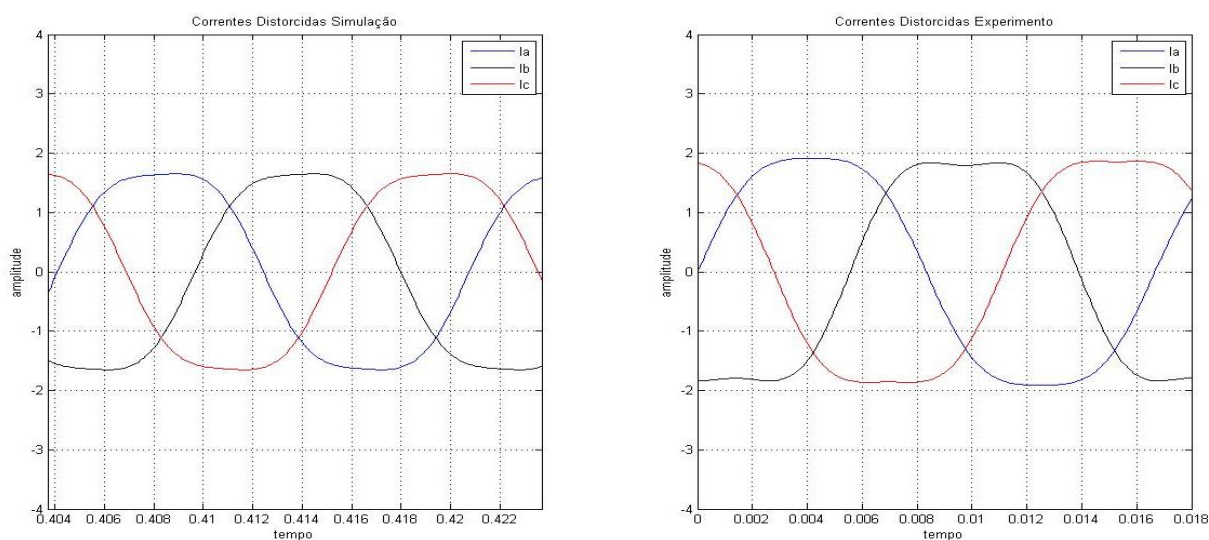 Correntes Distorcidas Simulação
4
3
2
1
0
-1
-2
-3
-4
amplitude
0.404 0.406 0.408 0.41 0.412 0.414 0.416 0.418 0.42 0.422
tempo
Ia
Ib
Ic
Correntes Distorcidas Experimento
4
3
2
1
0
-1
-2
-3
-4
amplitude
0 0.002 0.004 0.006 0.008 0.01 0.012 0.014 0.016 0.018
tempo
Ia
Ib
Ic